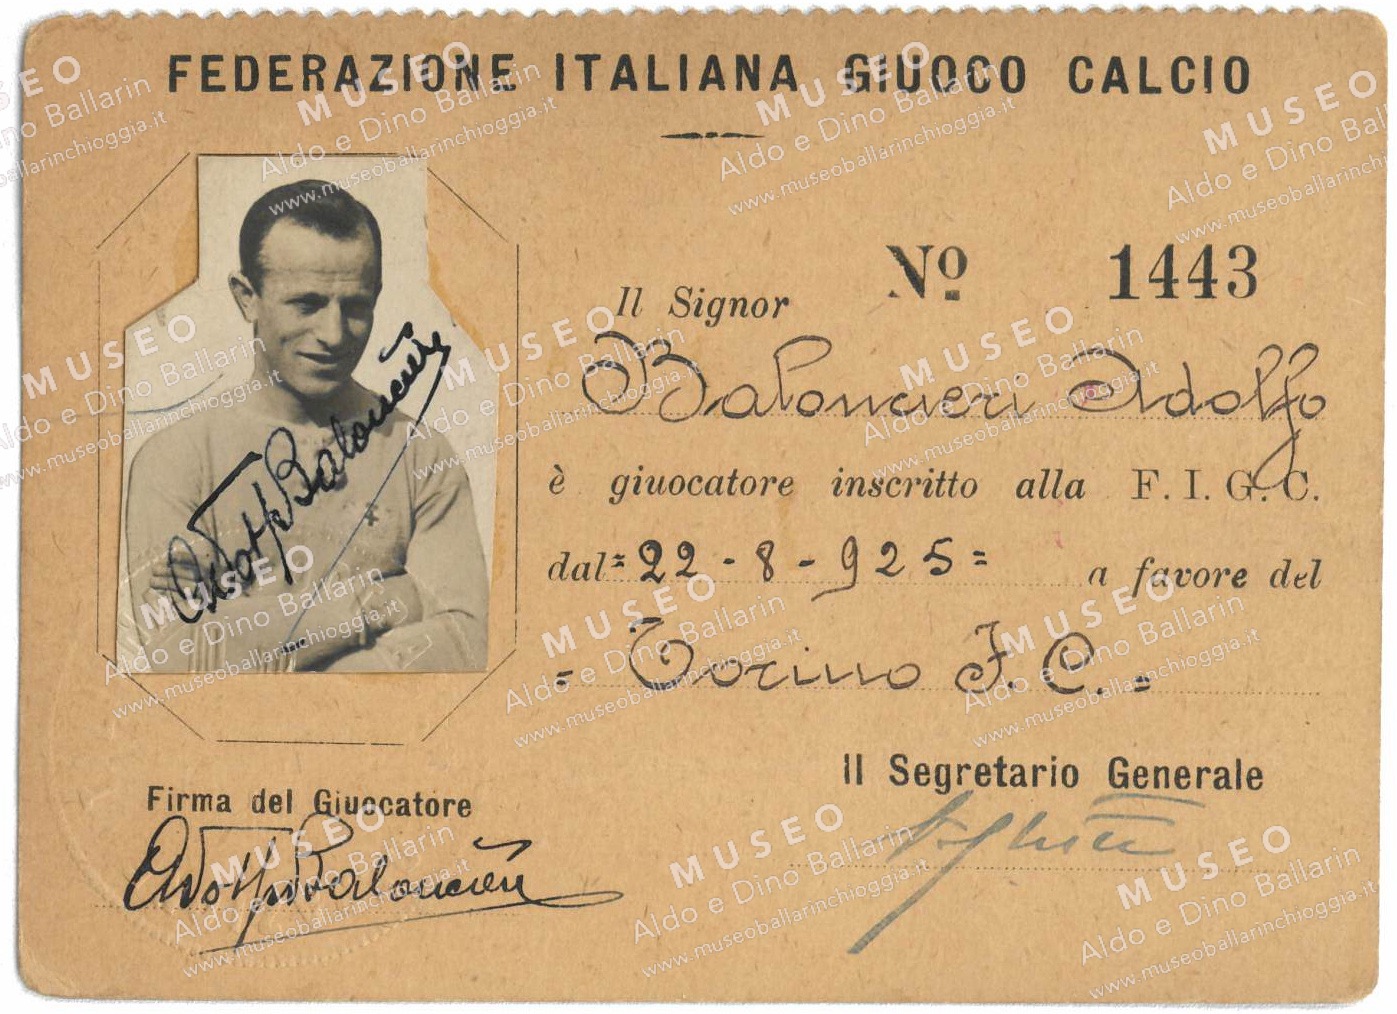 FEDERAZIONE ITALIANA GIUOCO CALCIO
Nº 1443
Il Signor
Baloncieri Adolfo
è giuocatore inscritto alla F. I. G. C.
dal = 22 - 8 - 925 = a favore del
= Torino F. C. =
Adolfo Baloncieri
Il Segretario Generale
Firma del Giuocatore
Adolfo Baloncieri
MUSEO
Aldo e Dino Ballarin
www.museoballarinchioggia.it